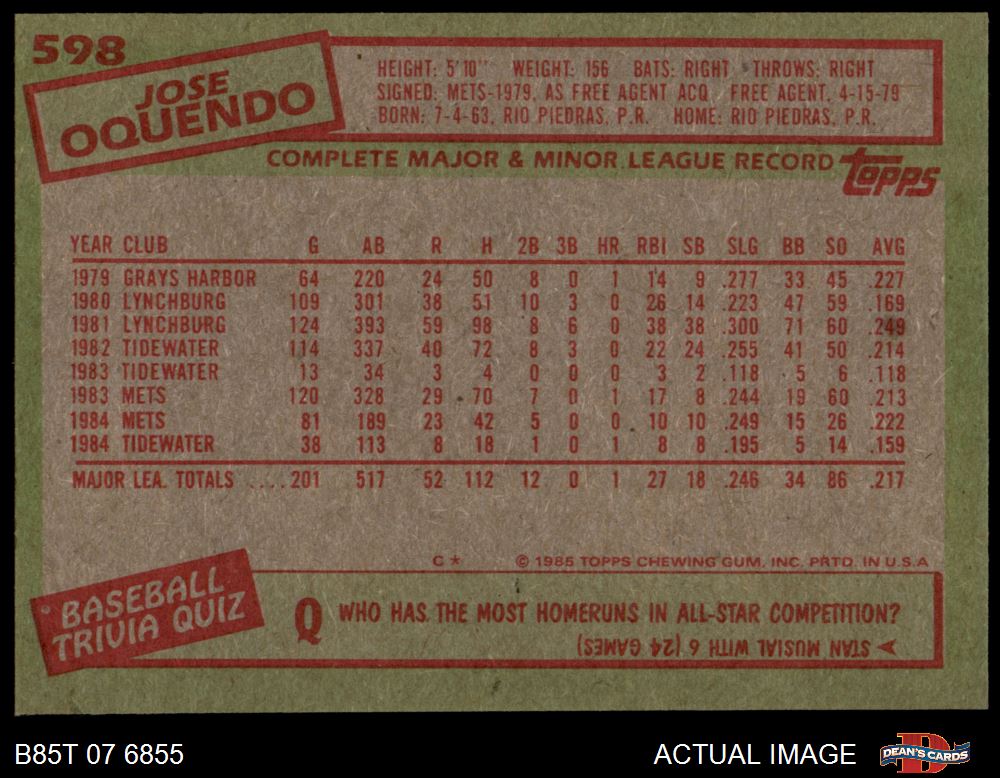 598
JOSE
OQUENDO
HEIGHT: 5'10" WEIGHT: 156 BATS: RIGHT THROWS: RIGHT
SIGNED: METS-1979, AS FREE AGENT ACQ FREE AGENT, 4-15-79
BORN: 7-4-63, RIO PIEDRAS, P.R. HOME: RIO PIEDRAS, P.R.
COMPLETE MAJOR & MINOR LEAGUE RECORD topps
YEAR CLUB G AB R H 2B 3B HR RBI SB SLG BB SO AVG
1979 GRAYS HARBOR 64 220 24 50 8 0 1 14 9 .277 33 45 .227
1980 LYNCHBURG 109 301 38 51 10 3 0 26 14 .223 47 59 .169
1981 LYNCHBURG 124 393 59 98 8 6 0 38 38 .300 71 60 .249
1982 TIDEWATER 114 337 40 72 8 3 0 22 24 .255 41 50 .214
1983 TIDEWATER 13 34 3 4 0 0 0 3 2 .118 5 6 .118
1983 METS 120 328 29 70 7 0 1 17 8 .244 19 60 .213
1984 METS 81 189 23 42 5 0 0 10 10 .249 15 26 .222
1984 TIDEWATER 38 113 8 18 1 0 1 8 8 .195 5 14 .159
MAJOR LEA. TOTALS ....201 517 52 112 12 0 1 27 18 .246 34 86 .217
C* © 1985 TOPPS CHEWING GUM, INC. PRTD. IN U.S.A
BASEBALL
TRIVIA QUIZ
Q WHO HAS THE MOST HOMERUNS IN ALL-STAR COMPETITION?
STAN MUSIAL WITH 6 (24 GAMES)
B85T 07 6855
ACTUAL IMAGE
D
DEAN'S CARDS